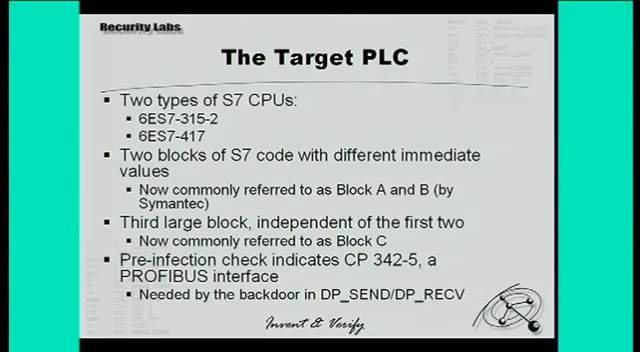 Recurity Labs
The Target PLC
Two types of S7 CPUs:
6ES7-315-2
6ES7-417
Two blocks of S7 code with different immediate
values
Now commonly referred to as Block A and B (by
Symantec)
Third large block, independent of the first two
Now commonly referred to as Block C
Pre-infection check indicates CP 342-5, a
PROFIBUS interface
Needed by the backdoor in DP_SEND/DP_RECV
Invent & Verify